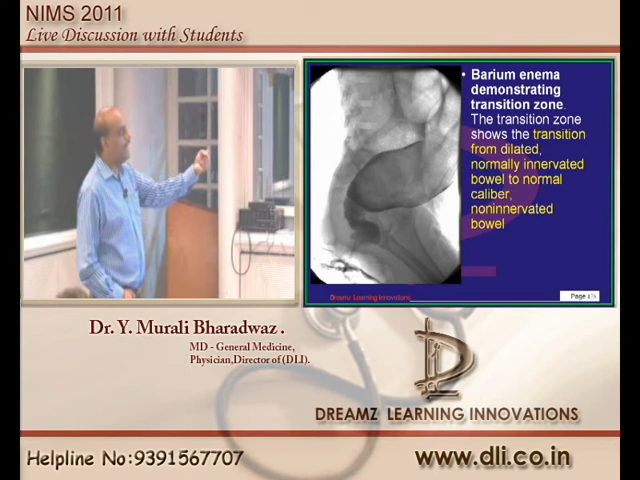 NIMS 2011
Live Discussion with Students
• Barium enema
demonstrating
transition zone.
The transition zone
shows the transition
from dilated,
normally innervated
bowel to normal
caliber,
noninnervated
bowel
Dreamz Learning Innovations
Page 175
Dr. Y. Murali Bharadwaz .
MD - General Medicine,
Physician,Director of (DLI).
DREAMZ LEARNING INNOVATIONS
Helpline No:9391567707
www.dli.co.in